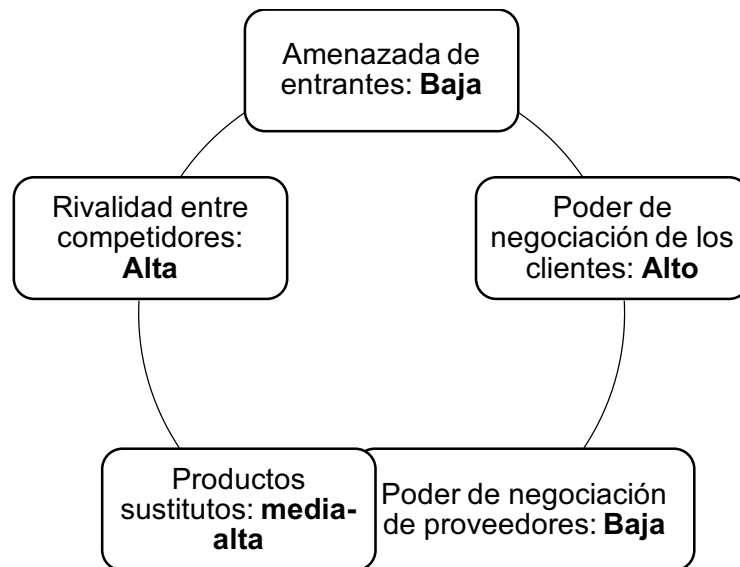 Amenazada de
entrantes: Baja
Rivalidad entre
competidores:
Alta
Poder de
negociación de los
clientes: Alto
Productos
sustitutos: media-
alta
Poder de negociación
de proveedores: Baja